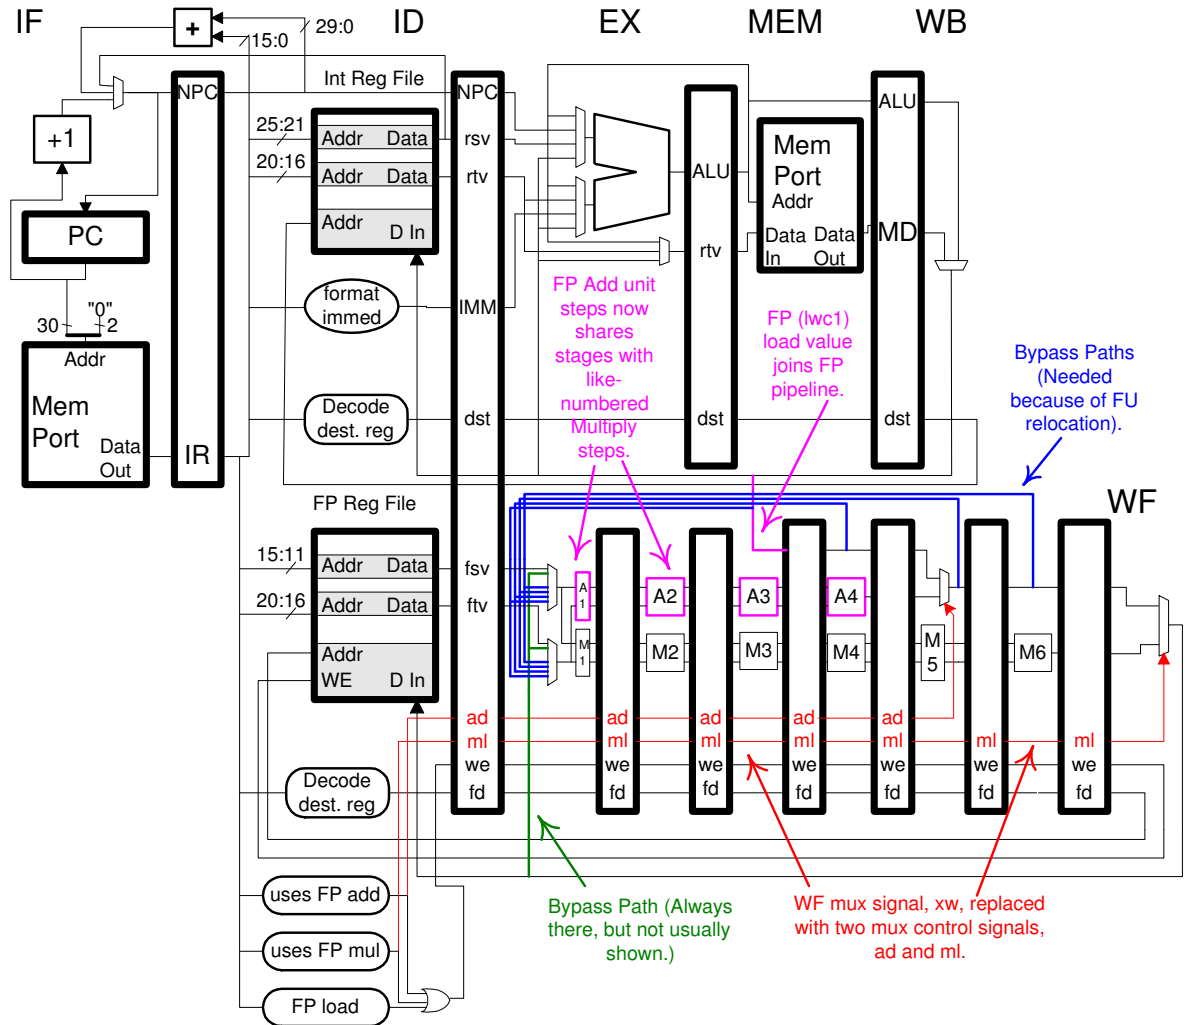 IF
ID
EX
MEM
WB
+
29:0
15:0
Int Reg File
NPC
NPC
+1
25:21
Addr
Data
rsv
20:16
Addr
Data
rtv
Addr
D In
PC
ALU
rtv
Mem
Port
Addr
Data
In
Data
Out
ALU
MD
format
immed
IMM
"0"
30
2
Addr
Mem
Port
Data
Out
IR
Decode
dest. reg
dst
dst
dst
FP Add unit
steps now
shares
stages with
like-
numbered
Multiply
steps.
FP (lwc1)
load value
joins FP
pipeline.
Bypass Paths
(Needed
because of FU
relocation).
WF
FP Reg File
15:11
Addr
Data
fsv
20:16
Addr
Data
ftv
Addr
WE
D In
A
1
A2
A3
A4
M
1
M2
M3
M4
M
5
M6
ad
ad
ad
ad
ad
ml
ml
ml
ml
ml
ml
ml
we
we
we
we
we
we
we
Decode
dest. reg
fd
fd
fd
fd
fd
fd
fd
uses FP add
uses FP mul
FP load
Bypass Path (Always
there, but not usually
shown.)
WF mux signal, xw, replaced
with two mux control signals,
ad and ml.